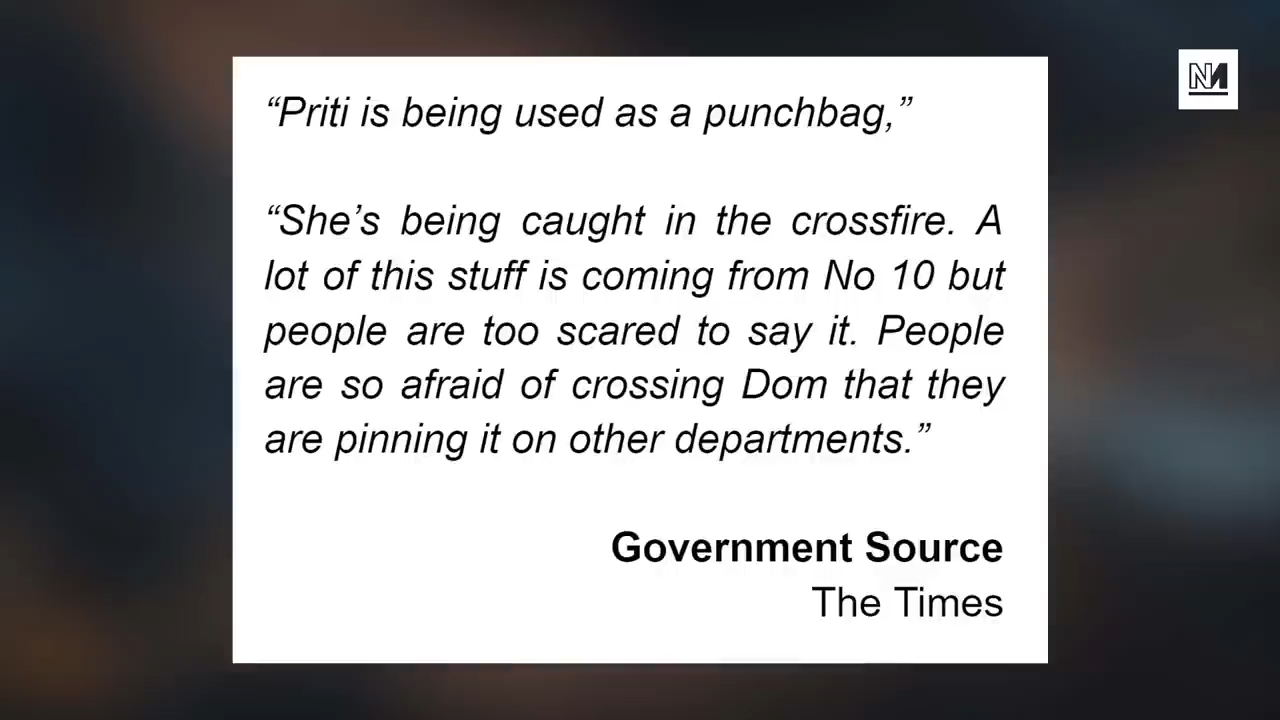 “Priti is being used as a punchbag,”
“She’s being caught in the crossfire. A
lot of this stuff is coming from No 10 but
people are too scared to say it. People
are so afraid of crossing Dom that they
are pinning it on other departments.”
Government Source
The Times
NM